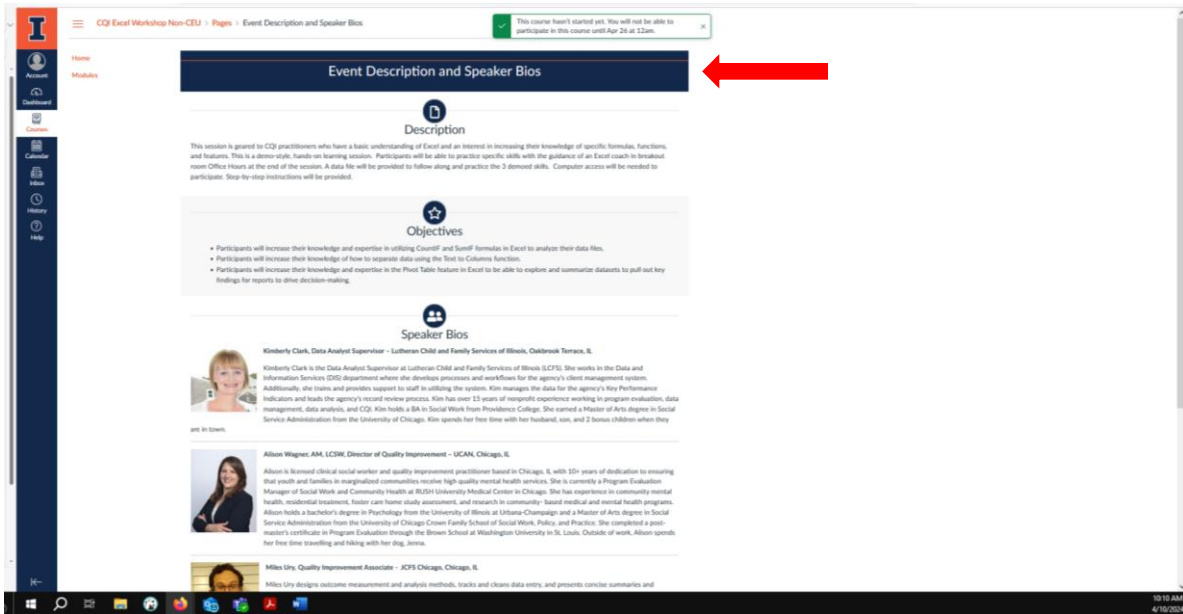 CQI Excel Workshop Non-CEU > Pages > Event Description and Speaker Bios
This course hasn't started yet. You will not be able to
participate in this course until Apr 26 at 12am.
×
Account
Dashboard
Courses
Calendar
Inbox
History
Help
Home
Modules
Event Description and Speaker Bios
Description
This session is geared to CQI practitioners who have a basic understanding of Excel and an interest in increasing their knowledge of specific formulas, functions,
and features. This is a demo-style, hands-on learning session. Participants will be able to practice specific skills with the guidance of an Excel coach in breakout
room Office Hours at the end of the session. A data file will be provided to follow along and practice the 3 demoed skills. Computer access will be needed to
participate. Step-by-step instructions will be provided.
Objectives
• Participants will increase their knowledge and expertise in utilizing CountIF and SumIF formulas in Excel to analyze their data files.
• Participants will increase their knowledge of how to separate data using the Text to Columns function.
• Participants will increase their knowledge and expertise in the Pivot Table feature in Excel to be able to explore and summarize datasets to pull out key
findings for reports to drive decision-making.
Speaker Bios
Kimberly Clark, Data Analyst Supervisor – Lutheran Child and Family Services of Illinois, Oakbrook Terrace, IL
Kimberly Clark is the Data Analyst Supervisor at Lutheran Child and Family Services of Illinois (LCFS). She works in the Data and
Information Services (DIS) department where she develops processes and workflows for the agency's client management system.
Additionally, she trains and provides support to staff in utilizing the system. Kim manages the data for the agency's Key Performance
Indicators and leads the agency's record review process. Kim has over 15 years of nonprofit experience working in program evaluation, data
management, data analysis, and CQI. Kim holds a BA in Social Work from Providence College. She earned a Master of Arts degree in Social
Service Administration from the University of Chicago. Kim spends her free time with her husband, son, and 2 bonus children when they
are in town.
Alison Wagner, AM, LCSW, Director of Quality Improvement – UCAN, Chicago, IL
Alison is licensed clinical social worker and quality improvement practitioner based in Chicago, IL with 10+ years of dedication to ensuring
that youth and families in marginalized communities receive high quality mental health services. She is currently a Program Evaluation
Manager of Social Work and Community Health at RUSH University Medical Center in Chicago. She has experience in community mental
health, residential treatment, foster care home study assessment, and research in community- based medical and mental health programs.
Alison holds a bachelor's degree in Psychology from the University of Illinois at Urbana-Champaign and a Master of Arts degree in Social
Service Administration from the University of Chicago Crown Family School of Social Work, Policy, and Practice. She completed a post-
master's certificate in Program Evaluation through the Brown School at Washington University in St. Louis. Outside of work, Alison spends
her free time travelling and hiking with her dog, Jenna.
Miles Ury, Quality Improvement Associate - JCFS Chicago, Chicago, IL
Miles Ury designs outcome measurement and analysis methods, tracks and cleans data entry, and presents concise summaries and
10:10 AM
4/10/2024